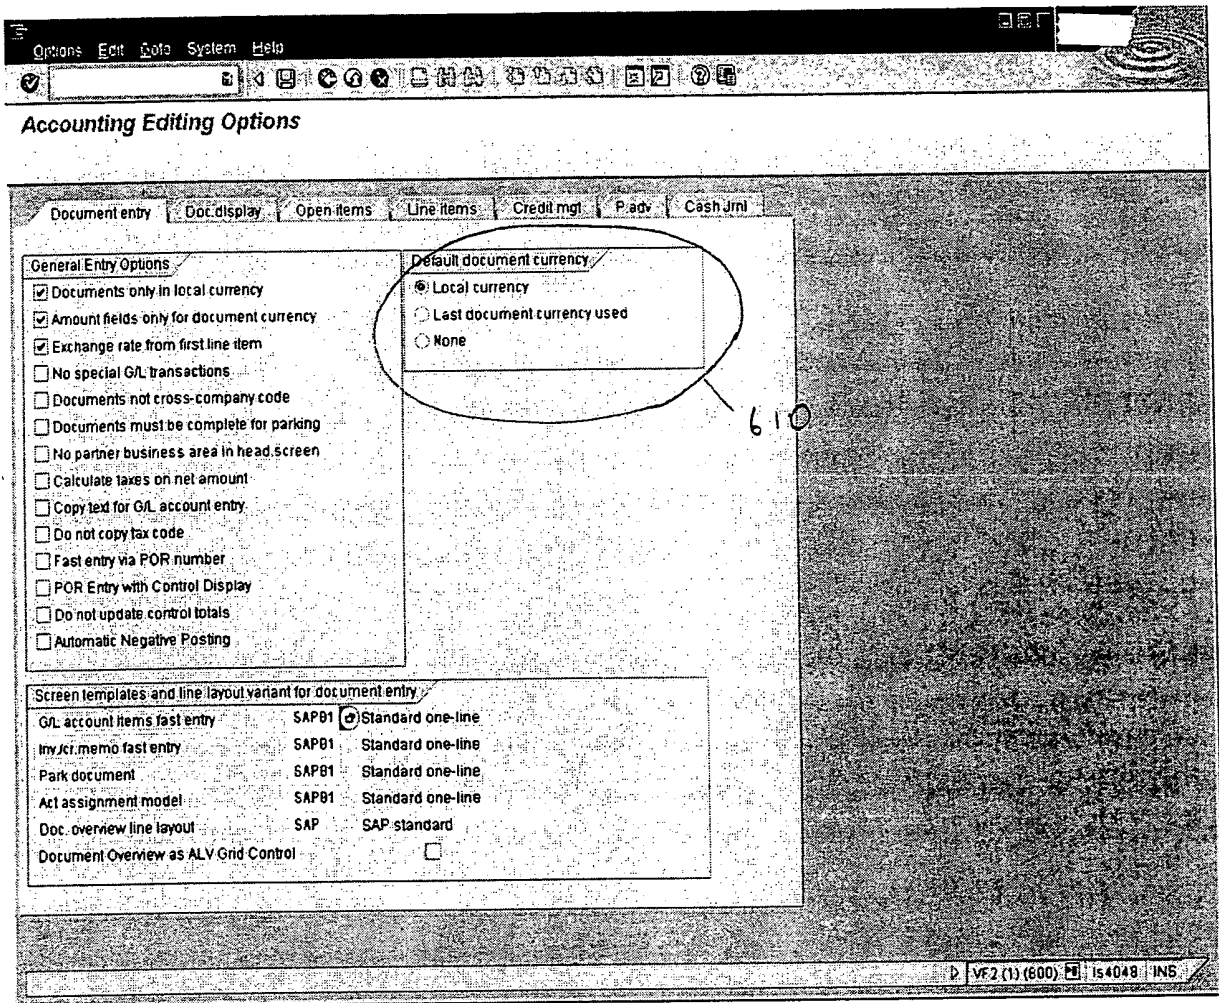 Options Edit Goto System Help
Accounting Editing Options
Document entry Doc.display Open items Line items Credit mgt P.adv Cash Jrnl
General Entry Options
Documents only in local currency
Amount fields only for document currency
Exchange rate from first line item
No special G/L transactions
Documents not cross-company code
Documents must be complete for parking
No partner business area in head.screen
Calculate taxes on net amount
Copy text for G/L account entry
Do not copy tax code
Fast entry via POR number
POR Entry with Control Display
Do not update control totals
Automatic Negative Posting
Default document currency
Local currency
Last document currency used
None
610
Screen templates and line layout variant for document entry
G/L account items fast entry SAP01 Standard one-line
Inv./cr.memo fast entry SAP01 Standard one-line
Park document SAP01 Standard one-line
Act assignment model SAP01 Standard one-line
Doc. overview line layout SAP SAP standard
Document Overview as ALV Grid Control
VF2 (1) (800) ls4048 INS